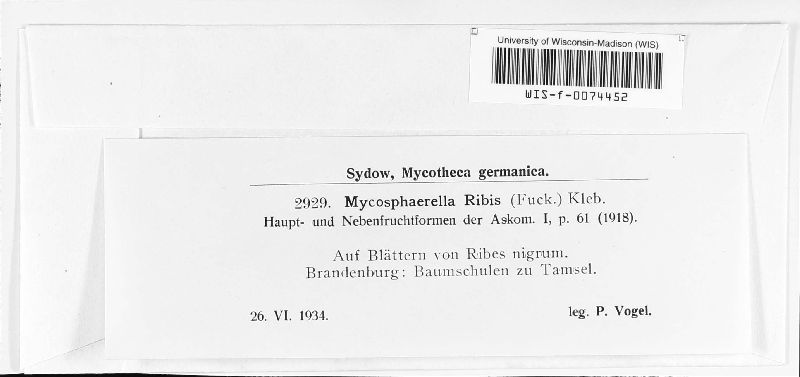 University of Wisconsin-Madison (WIS)
WIS-f-0074452
Sydow, Mycotheca germanica.
2929. Mycosphaerella Ribis (Fuck.) Kleb.
Haupt- und Nebenfruchtformen der Askom. I, p. 61 (1918).
Auf Blättern von Ribes nigrum.
Brandenburg: Baumschulen zu Tamsel.
26. VI. 1934. leg. P. Vogel.